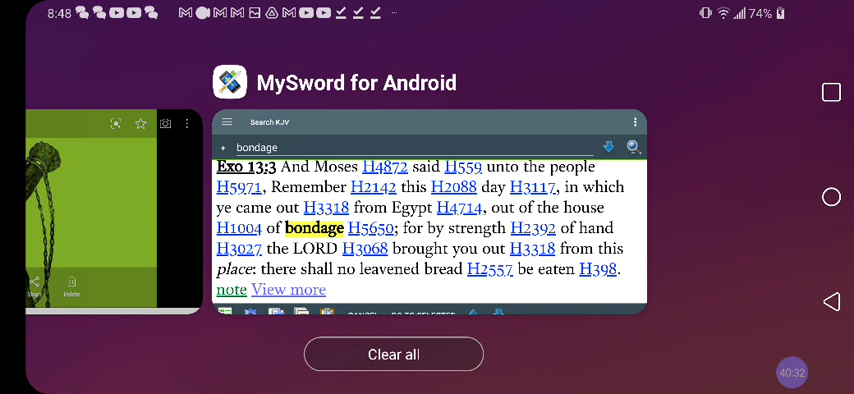 8:48
74%
MySword for Android
Search KJV
+ bondage
Exo 13:3 And Moses H4872 said H559 unto the people
H5971, Remember H2142 this H2088 day H3117, in which
ye came out H3318 from Egypt H4714, out of the house
H1004 of bondage H5650; for by strength H2392 of hand
H3027 the LORD H3068 brought you out H3318 from this
place: there shall no leavened bread H2557 be eaten H398.
note View more
Share Delete
CANCEL GO TO SELECTED
Clear all
40:32